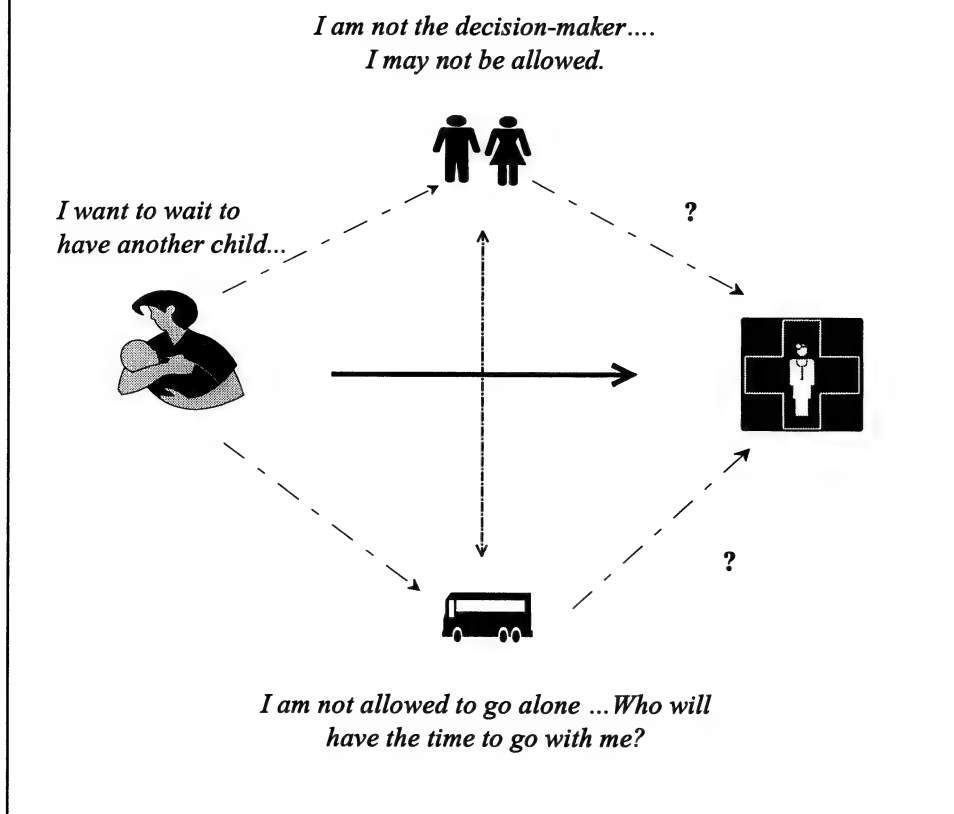 I am not the decision-maker....
I may not be allowed.
I want to wait to
have another child...
?
?
I am not allowed to go alone ...Who will
have the time to go with me?